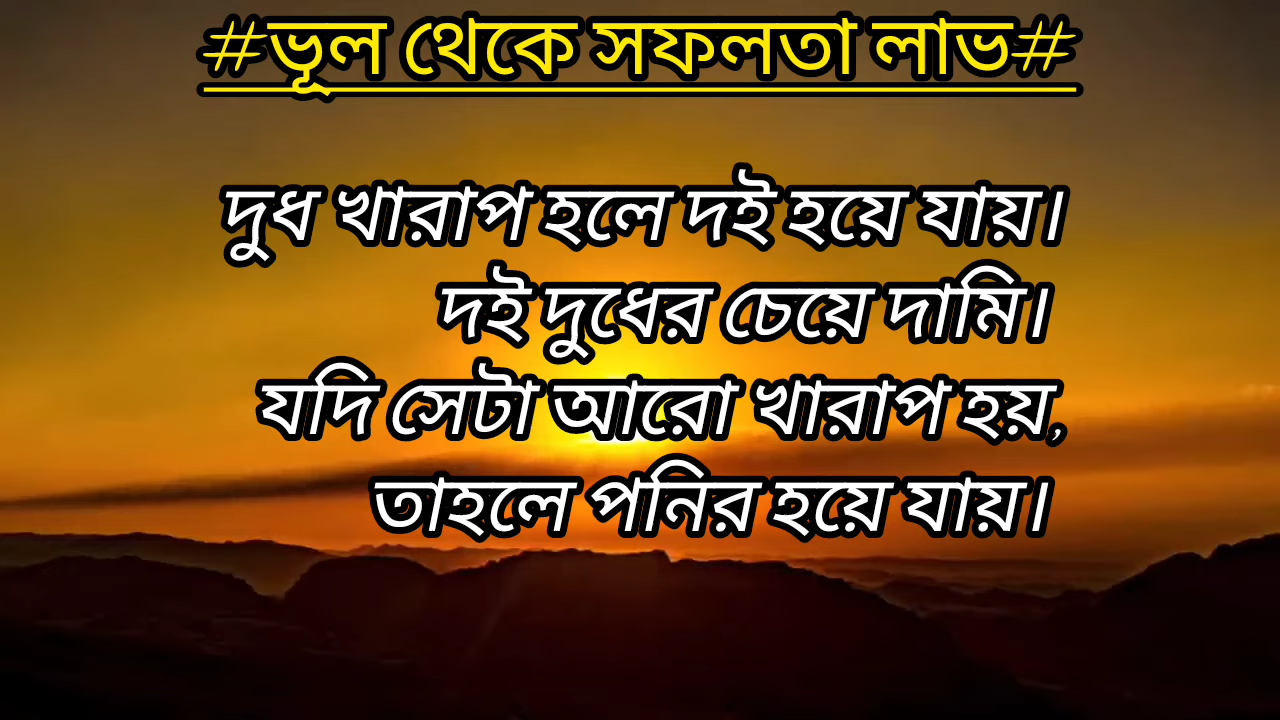 #ভূল থেকে সফলতা লাভ#
দুধ খারাপ হলে দই হয়ে যায়।
দই দুধের চেয়ে দামি।
যদি সেটা আরো খারাপ হয়,
তাহলে পনির হয়ে যায়।